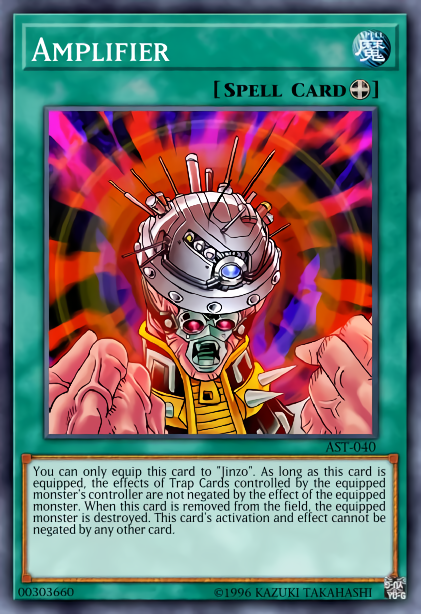 AMPLIFIER
魔
[SPELL CARD]
AST-040
You can only equip this card to "Jinzo". As long as this card is
equipped, the effects of Trap Cards controlled by the equipped
monster's controller are not negated by the effect of the equipped
monster. When this card is removed from the field, the equipped
monster is destroyed. This card's activation and effect cannot be
negated by any other card.
00303660
©1996 KAZUKI TAKAHASHI